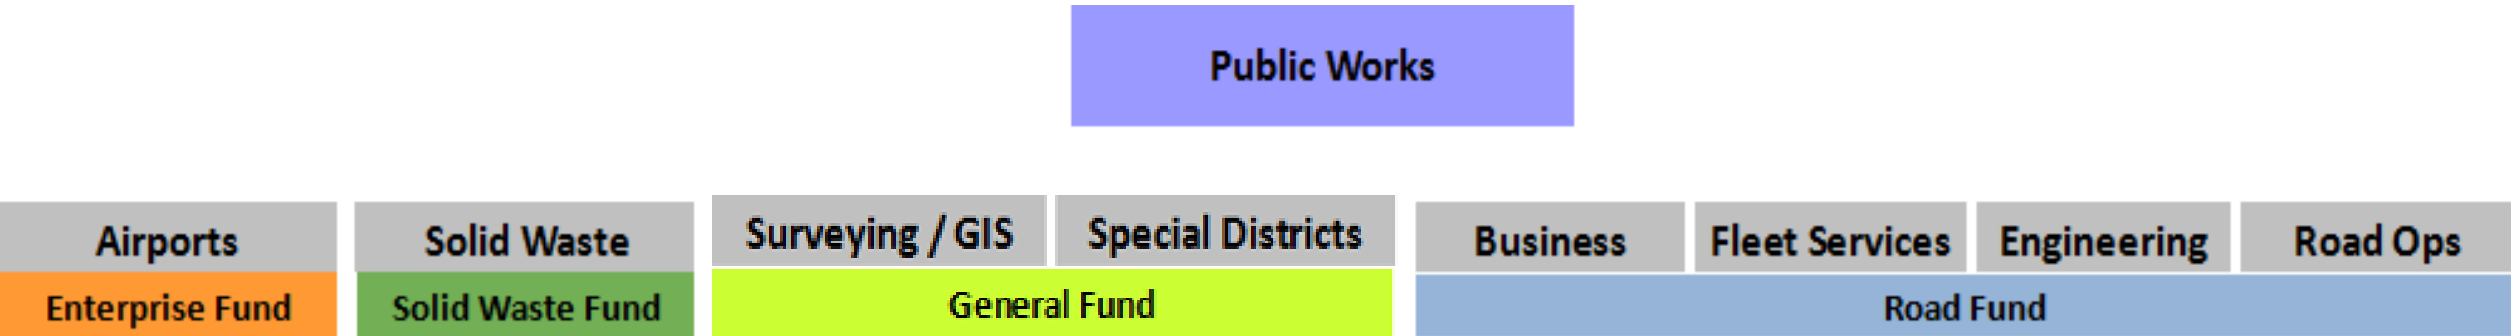 Public Works
Airports
Solid Waste
Surveying / GIS
Special Districts
Business
Fleet Services
Engineering
Road Ops
Enterprise Fund
Solid Waste Fund
General Fund
Road Fund